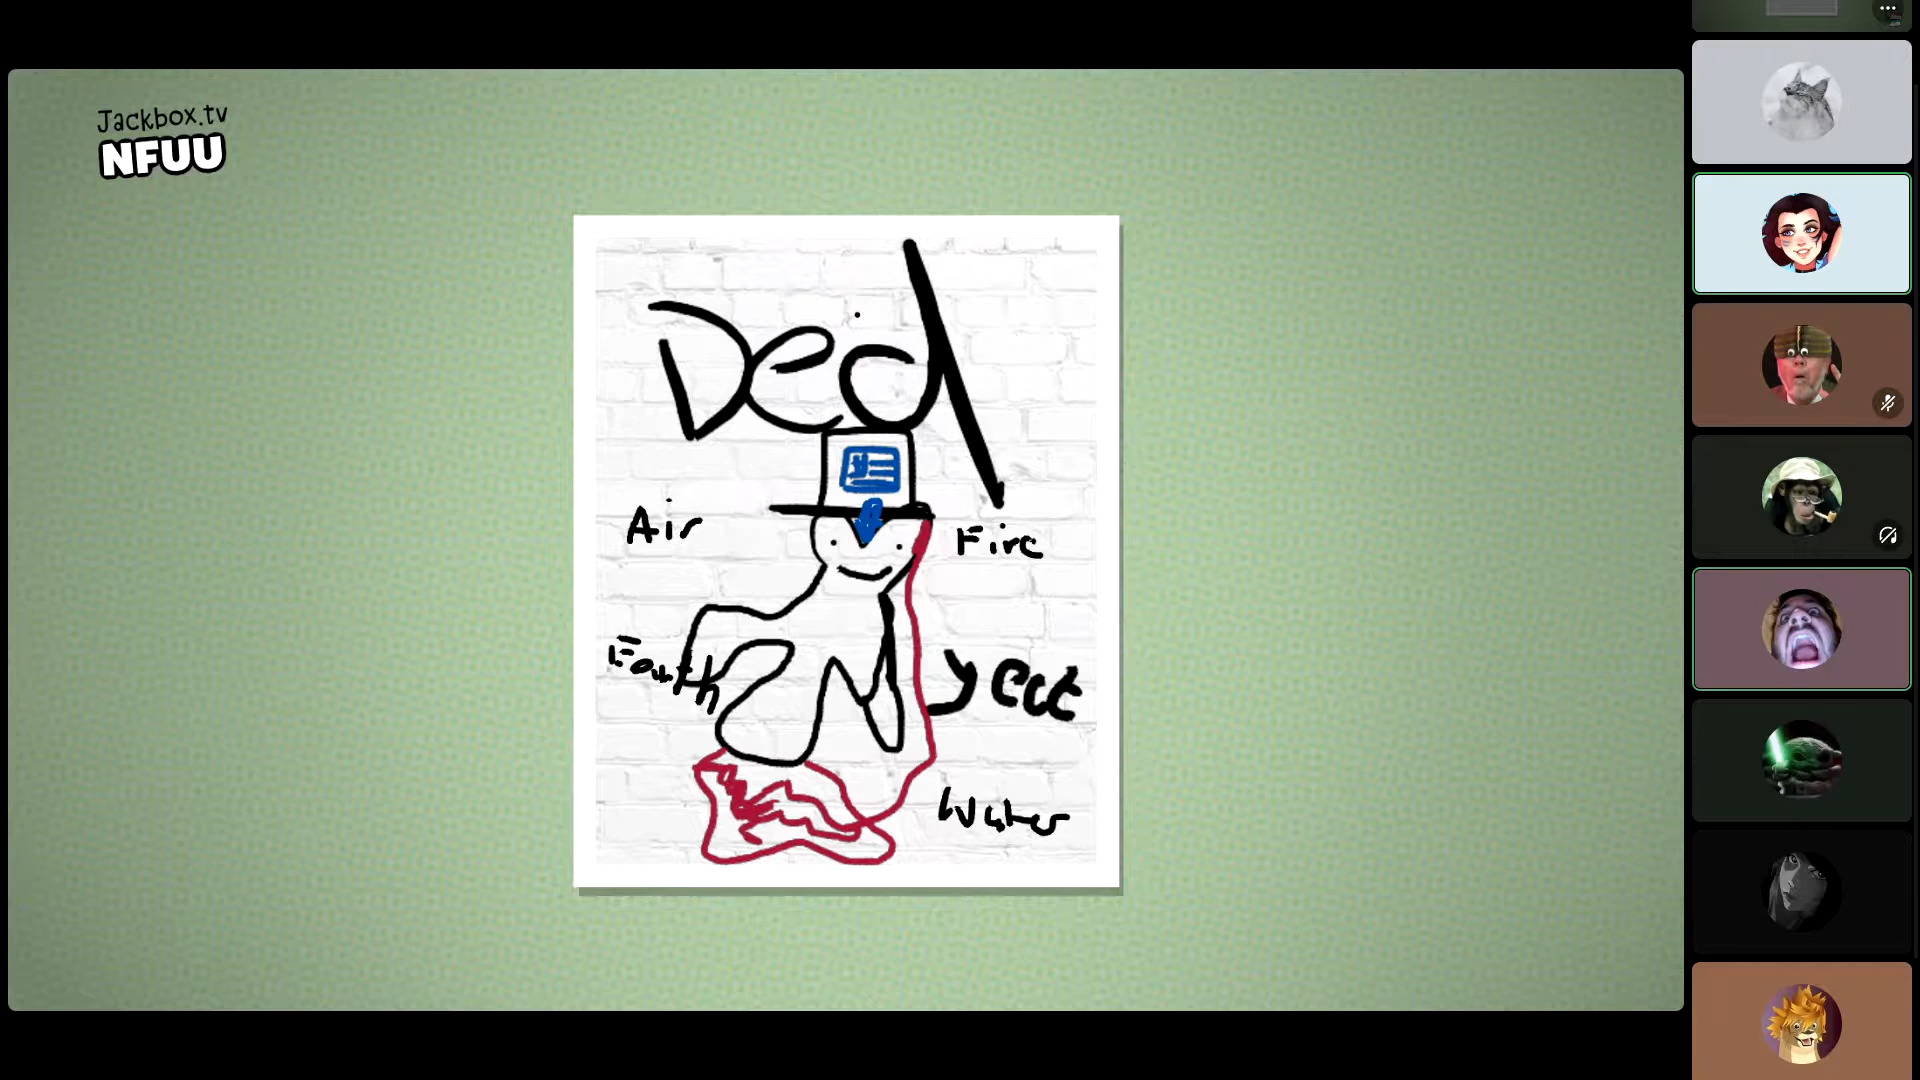 Jackbox.tv
NFUU
Ded
Air
Fire
Earth
yeet
Water